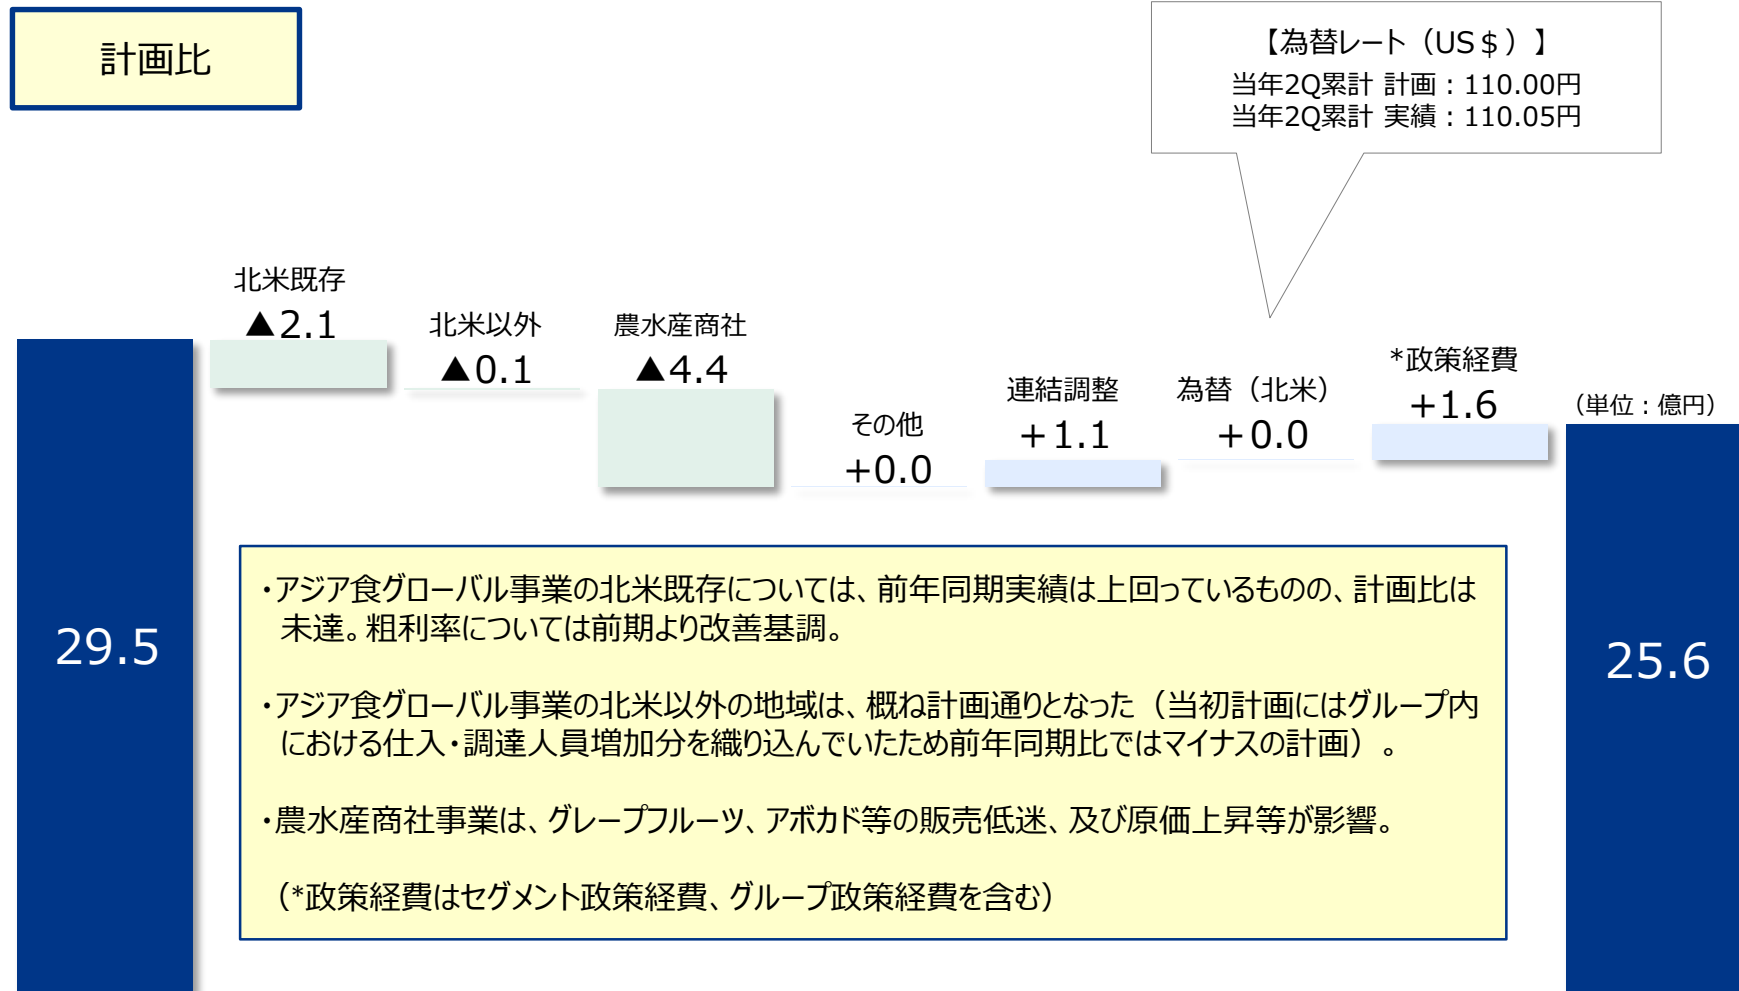 計画比
【為替レート（US＄）】
当年2Q累計 計画：110.00円
当年2Q累計 実績：110.05円
北米既存
▲2.1
北米以外
▲0.1
農水産商社
▲4.4
その他
+0.0
連結調整
＋1.1
為替（北米）
＋0.0
*政策経費
+1.6
（単位：億円）
29.5
25.6
・アジア食グローバル事業の北米既存については、前年同期実績は上回っているものの、計画比は
未達。粗利率については前期より改善基調。
・アジア食グローバル事業の北米以外の地域は、概ね計画通りとなった（当初計画にはグループ内
における仕入・調達人員増加分を織り込んでいたため前年同期比ではマイナスの計画）。
・農水産商社事業は、グレープフルーツ、アボカド等の販売低迷、及び原価上昇等が影響。
（*政策経費はセグメント政策経費、グループ政策経費を含む）